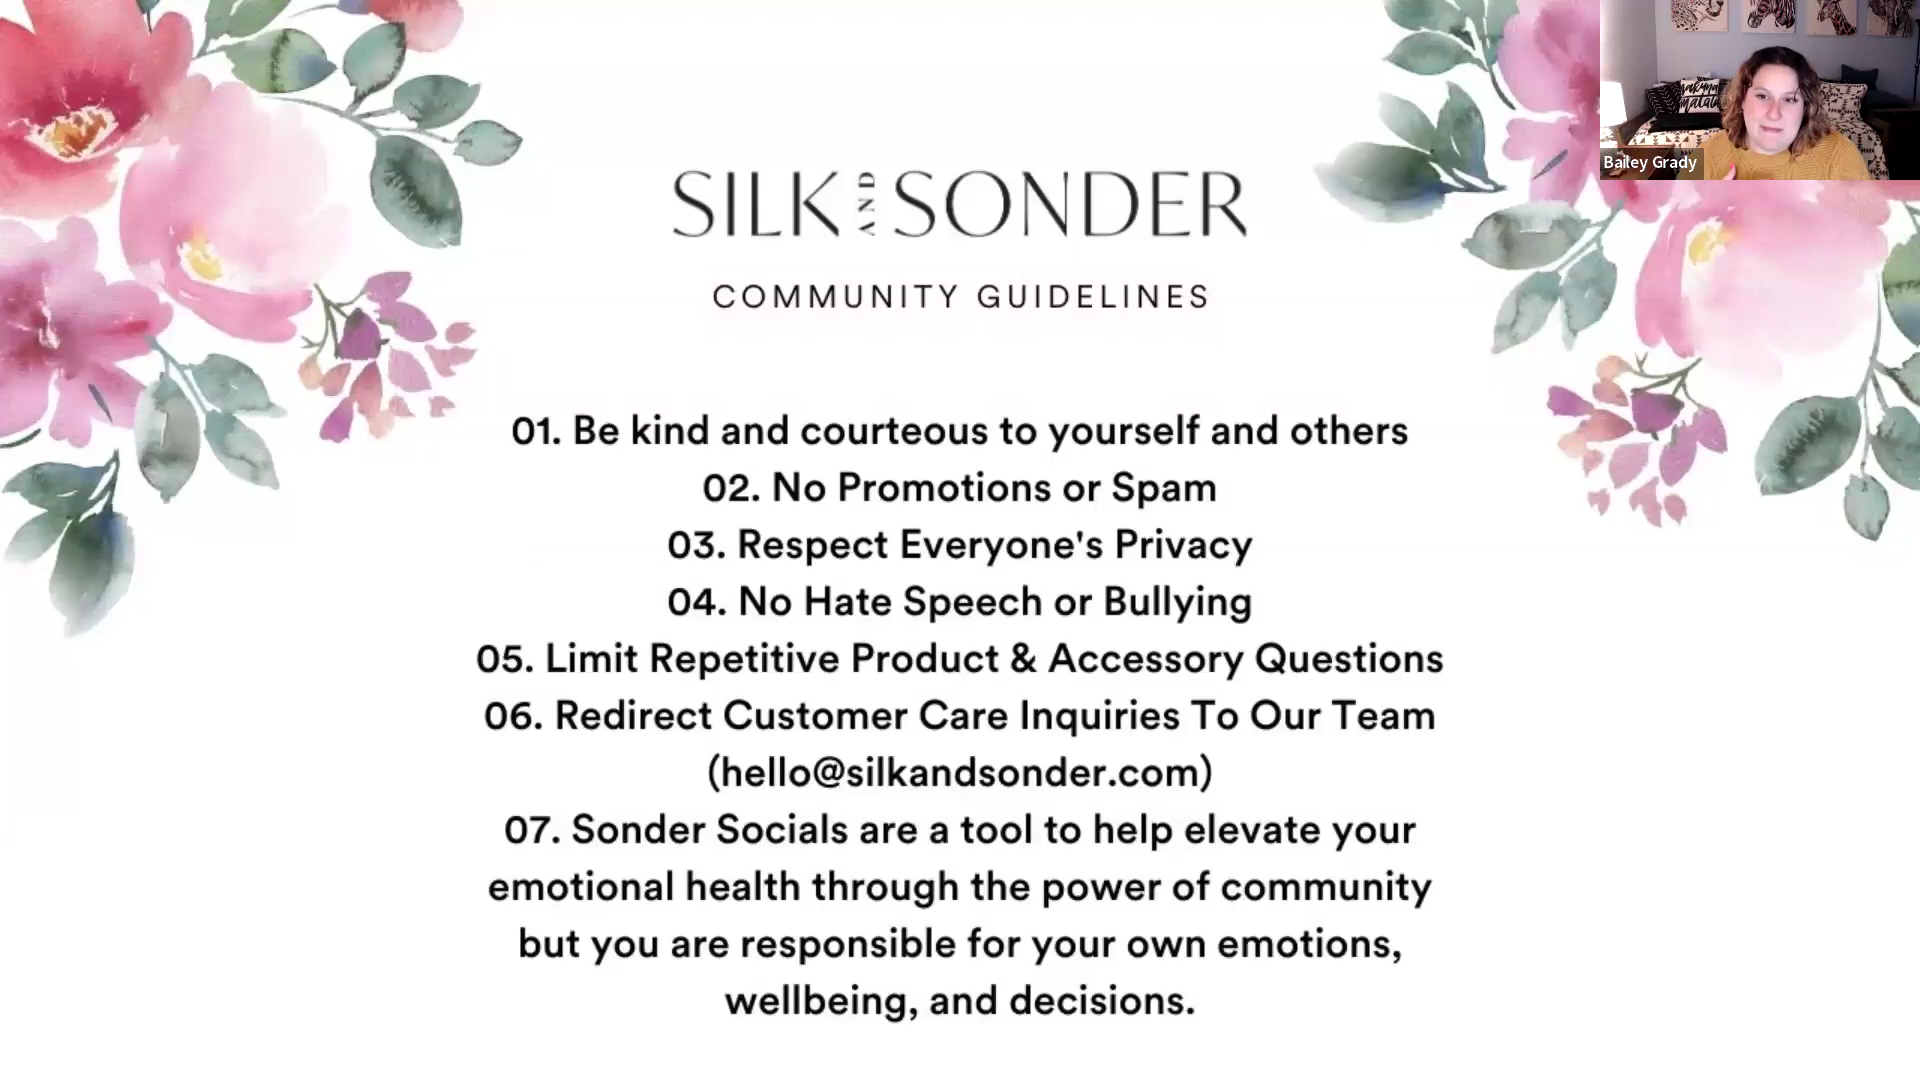 SILK AND SONDER
Bailey Grady
COMMUNITY GUIDELINES
01. Be kind and courteous to yourself and others
02. No Promotions or Spam
03. Respect Everyone's Privacy
04. No Hate Speech or Bullying
05. Limit Repetitive Product & Accessory Questions
06. Redirect Customer Care Inquiries To Our Team
(hello@silkandsonder.com)
07. Sonder Socials are a tool to help elevate your
emotional health through the power of community
but you are responsible for your own emotions,
wellbeing, and decisions.